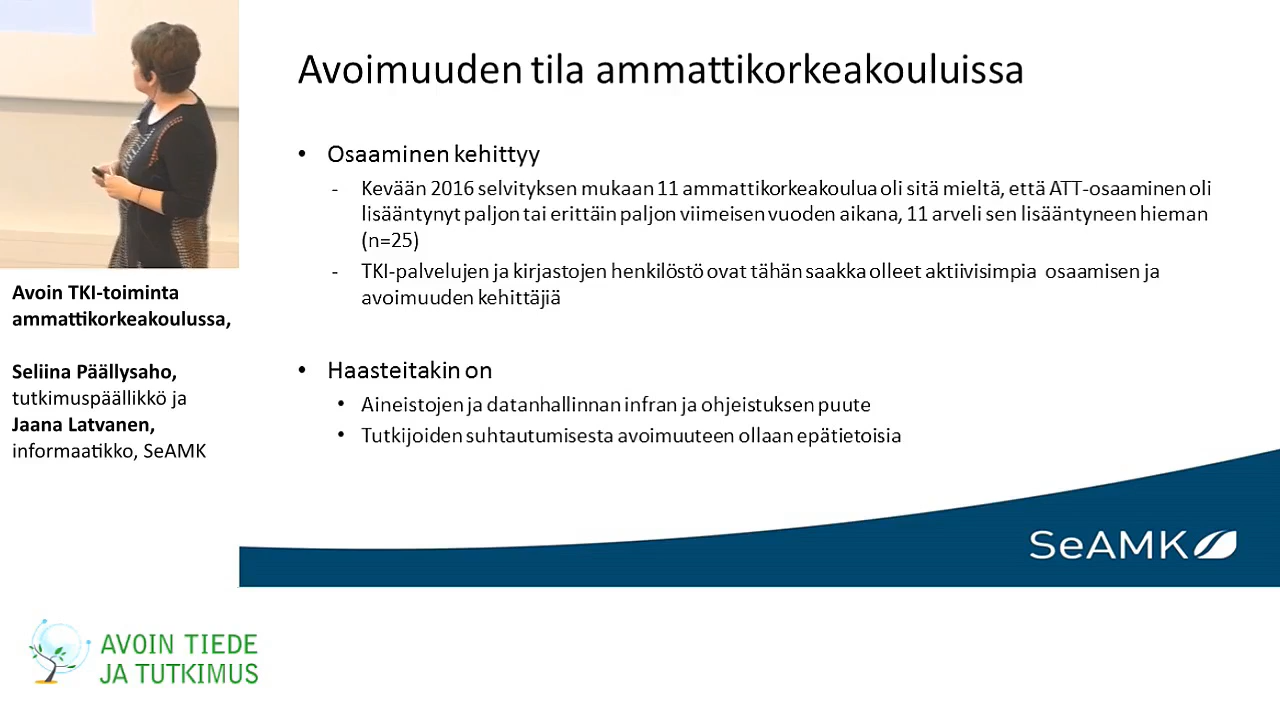 Avoimuuden tila ammattikorkeakouluissa
• Osaaminen kehittyy
- Kevään 2016 selvityksen mukaan 11 ammattikorkeakoulua oli sitä mieltä, että ATT-osaaminen oli
lisääntynyt paljon tai erittäin paljon viimeisen vuoden aikana, 11 arveli sen lisääntyneen hieman
(n=25)
- TKI-palvelujen ja kirjastojen henkilöstö ovat tähän saakka olleet aktiivisimpia osaamisen ja
avoimuuden kehittäjiä
• Haasteitakin on
• Aineistojen ja datanhallinnan infran ja ohjeistuksen puute
• Tutkijoiden suhtautumisesta avoimuuteen ollaan epätietoisia
SeAMK
Avoin TKI-toiminta
ammattikorkeakoulussa,
Seliina Päällysaho,
tutkimuspäällikkö ja
Jaana Latvanen,
informaatikko, SeAMK
AVOIN TIEDE
JA TUTKIMUS